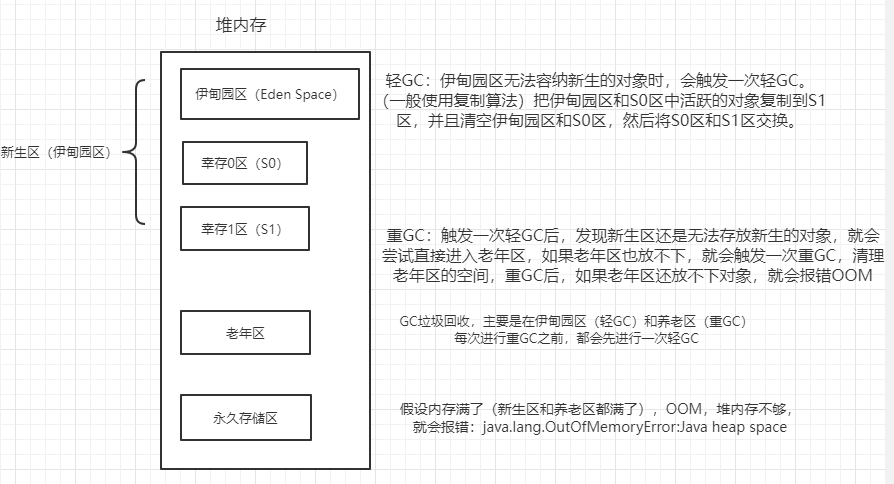 堆内存
伊甸园区（Eden Space）
轻GC：伊甸园区无法容纳新生的对象时，会触发一次轻GC。
（一般使用复制算法）把伊甸园区和S0区中活跃的对象复制到S1
区，并且清空伊甸园区和S0区，然后将S0区和S1区交换。
新生区（伊甸园区）
幸存0区（S0）
幸存1区（S1）
重GC：触发一次轻GC后，发现新生区还是无法存放新生的对象，就会
尝试直接进入老年区，如果老年区也放不下，就会触发一次重GC，清理
老年区的空间，重GC后，如果老年区还放不下对象，就会报错OOM
老年区
GC垃圾回收，主要是在伊甸园区（轻GC）和养老区（重GC）
每次进行重GC之前，都会先进行一次轻GC
永久存储区
假设内存满了（新生区和养老区都满了），OOM，堆内存不够，
就会报错：java.lang.OutOfMemoryError:Java heap space